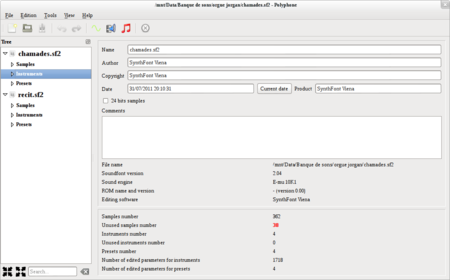 \mnt\Data\Banque de sons\orgue jorgan\chamades.sf2 - Polyphone
File Edition Tools View Help
Tree
chamades.sf2
Samples
Instruments
Presets
recit.sf2
Samples
Instruments
Presets
Search...
Name chamades.sf2
Author SynthFont Viena
Copyright SynthFont Viena
Date 31/07/2011 20:10:31 Current date Product SynthFont Viena
24 bits samples
Comments
File name \mnt\Data\Banque de sons\orgue jorgan\chamades.sf2
Soundfont version 2.04
Sound engine E-mu 10K1
ROM name and version - (version 0.00)
Editing software SynthFont Viena
Samples number 362
Unused samples number 30
Instruments number 4
Unused instruments number 0
Presets number 4
Number of edited parameters for instruments 1718
Number of edited parameters for presets 4